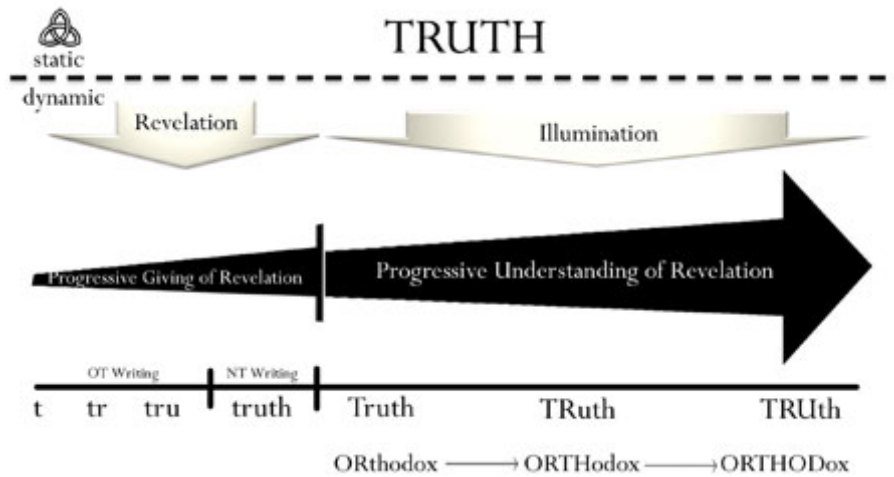 TRUTH
static
dynamic
Revelation
Illumination
Progressive Giving of Revelation
Progressive Understanding of Revelation
OT Writing
NT Writing
t tr tru truth Truth TRuth TRUth
ORthodox ORTHodox ORTHODox